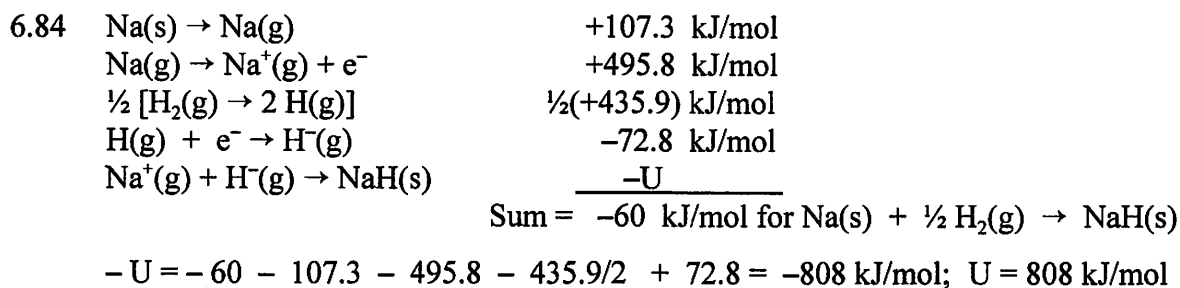 6.84 Na(s) → Na(g) +107.3 kJ/mol
Na(g) → Na⁺(g) + e⁻ +495.8 kJ/mol
½ [H₂(g) → 2 H(g)] ½(+435.9) kJ/mol
H(g) + e⁻ → H⁻(g) −72.8 kJ/mol
Na⁺(g) + H⁻(g) → NaH(s) −U
Sum = −60 kJ/mol for Na(s) + ½ H₂(g) → NaH(s)
− U = − 60 − 107.3 − 495.8 − 435.9/2 + 72.8 = −808 kJ/mol; U = 808 kJ/mol